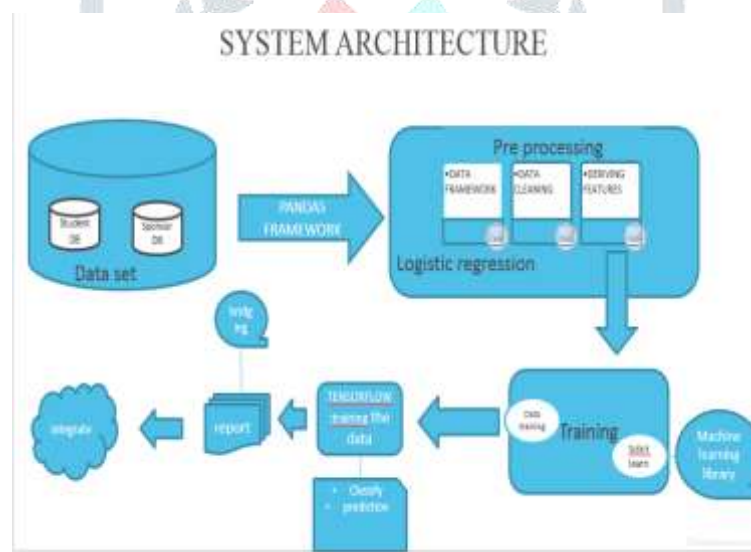 SYSTEM ARCHITECTURE
Student
DB
Sponsor
DB
Data set
PANDAS
FRAMEWORK
Pre processing
•DATA
FRAMEWORK
•DATA
CLEANING
•DERIVING
FEATURES
Logistic regression
Data
training
Training
learn
Machine
learning
library
TENSORFLOW
training the
data
• Classify
• prediction
report
integrate